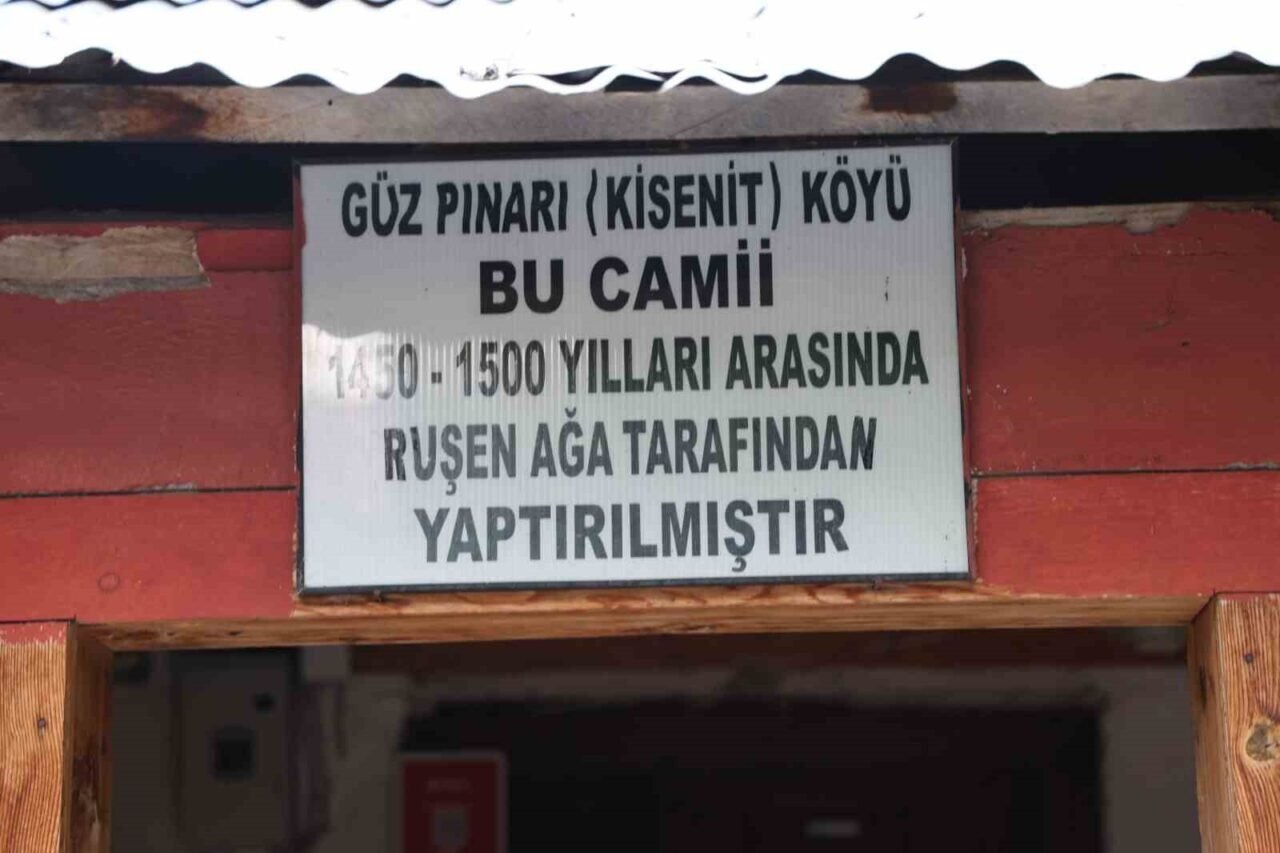 GÜZ PINARI (KİSENİT) KÖYÜ
BU CAMİİ
1450 - 1500 YILLARI ARASINDA
RUŞEN AĞA TARAFINDAN
YAPTIRILMIŞTIR